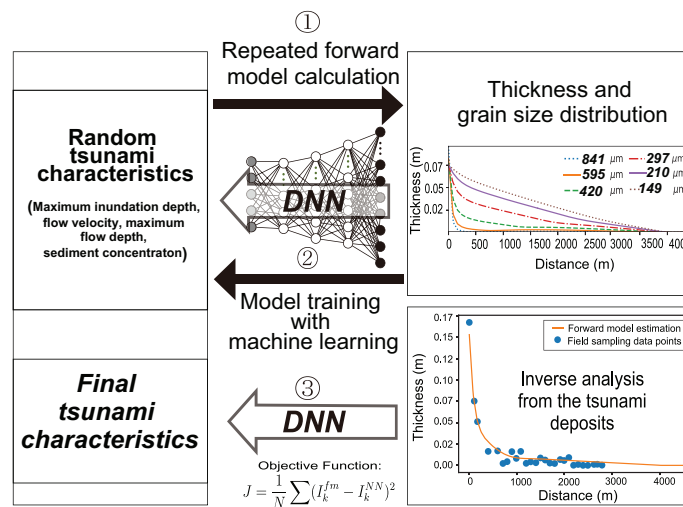 ①
Repeated forward
model calculation
Random
tsunami
characteristics
(Maximum inundation depth,
flow velocity, maximum
flow depth,
sediment concentraton)
DNN
②
Model training
with
machine learning
Thickness and
grain size distribution
841 μm
595 μm
420 μm
297 μm
210 μm
149 μm
Thickness (m)
0.07
0.05
0.02
0 500 1000 1500 2000 2500 3000 3500 4000
Distance (m)
Final
tsunami
characteristics
③
DNN
Objective Function:
J = \frac{1}{N} \sum (I_k^{fm} - I_k^{NN})^2
Forward model estimation
Field sampling data points
Inverse analysis
from the tsunami
deposits
Thickness (m)
0.17
0.15
0.12
0.10
0.07
0.05
0.02
0.00
0 1000 2000 3000 4000
Distance (m)